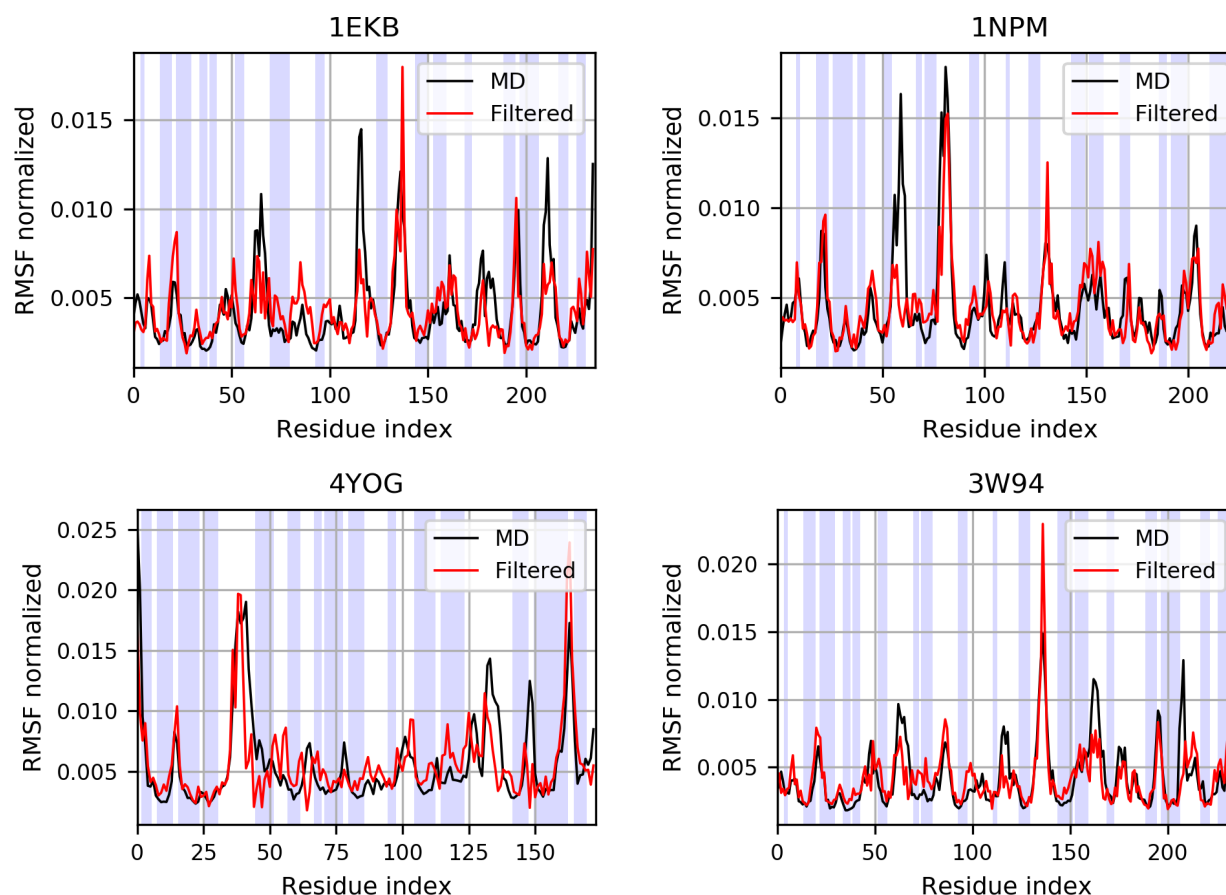 1EKB
MD
Filtered
RMSF normalized
0.015
0.010
0.005
0
50
100
150
200
Residue index
1NPM
MD
Filtered
RMSF normalized
0.015
0.010
0.005
0
50
100
150
200
Residue index
4YOG
MD
Filtered
RMSF normalized
0.025
0.020
0.015
0.010
0.005
0
25
50
75
100
125
150
Residue index
3W94
MD
Filtered
RMSF normalized
0.020
0.015
0.010
0.005
0
50
100
150
200
Residue index